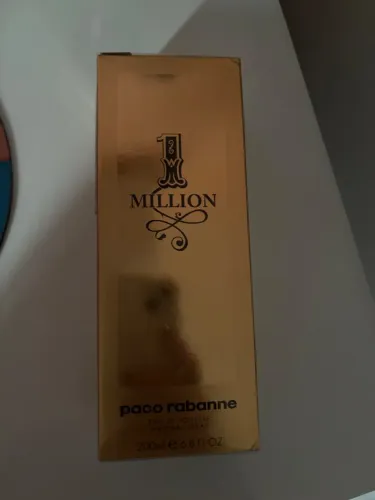 1
MILLION
paco rabanne
200ml e 6.8 FL OZ